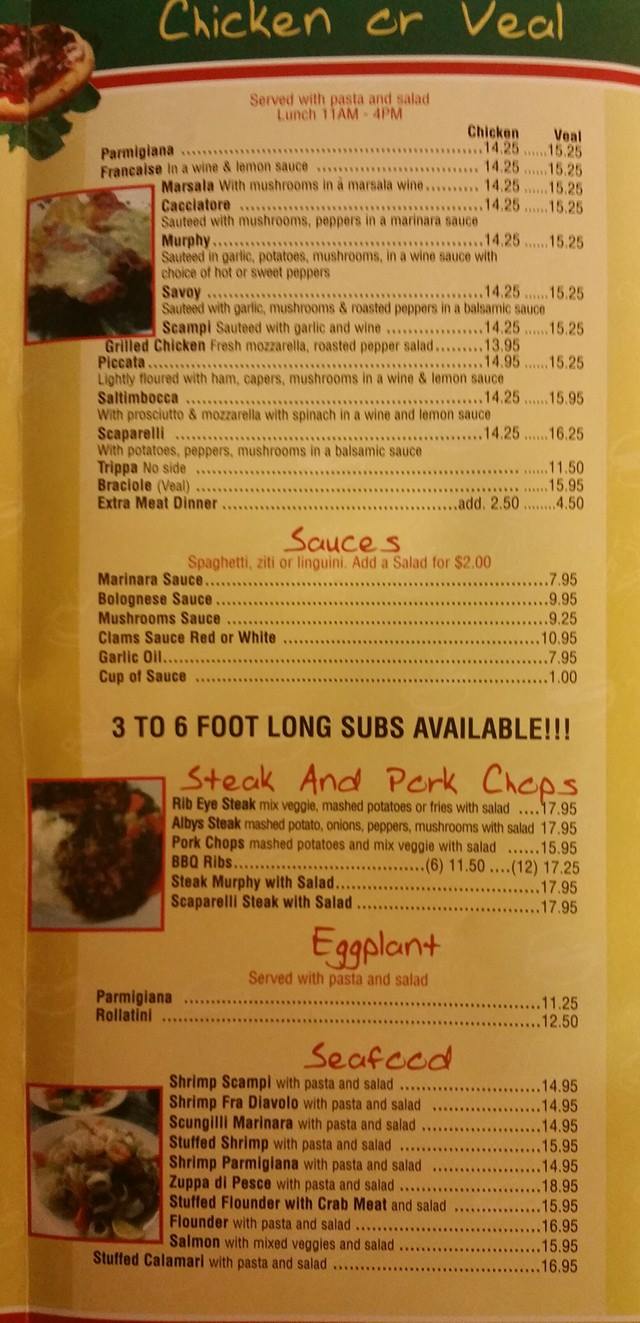 Chicken or Veal
Served with pasta and salad
Lunch 11AM - 4PM
Chicken Veal
Parmigiana ........ 14.25 ......15.25
Francaise In a wine & lemon sauce ........ 14.25 ......15.25
Marsala With mushrooms in a marsala wine.......... 14.25 ......15.25
Cacciatore ........ 14.25 ......15.25
Sauteed with mushrooms, peppers in a marinara sauce
Murphy........ 14.25 ......15.25
Sauteed in garlic, potatoes, mushrooms, in a wine sauce with
choice of hot or sweet peppers
Savoy ........ 14.25 ......15.25
Sauteed with garlic, mushrooms & roasted peppers in a balsamic sauce
Scampi Sauteed with garlic and wine ........ 14.25 ......15.25
Grilled Chicken Fresh mozzarella, roasted pepper salad.........13.95
Piccata........ 14.95 ......15.25
Lightly floured with ham, capers, mushrooms in a wine & lemon sauce
Saltimbocca ........ 14.25 ......15.95
With prosciutto & mozzarella with spinach in a wine and lemon sauce
Scaparelli ........ 14.25 ......16.25
With potatoes, peppers, mushrooms in a balsamic sauce
Trippa No side ........ ......11.50
Braciole (Veal) ........ ......15.95
Extra Meat Dinner ........add. 2.50 ........4.50
Sauces
Spaghetti, ziti or linguini. Add a Salad for $2.00
Marinara Sauce........7.95
Bolognese Sauce ........9.95
Mushrooms Sauce ........9.25
Clams Sauce Red or White ........10.95
Garlic Oil........7.95
Cup of Sauce ........1.00
3 TO 6 FOOT LONG SUBS AVAILABLE!!!
Steak And Pork Chops
Rib Eye Steak mix veggie, mashed potatoes or fries with salad ....17.95
Albys Steak mashed potato, onions, peppers, mushrooms with salad 17.95
Pork Chops mashed potatoes and mix veggie with salad ......15.95
BBQ Ribs........(6) 11.50 ....(12) 17.25
Steak Murphy with Salad........17.95
Scaparelli Steak with Salad ........17.95
Eggplant
Served with pasta and salad
Parmigiana ........11.25
Rollatini ........12.50
Seafood
Shrimp Scampi with pasta and salad ........14.95
Shrimp Fra Diavolo with pasta and salad ........14.95
Scungilli Marinara with pasta and salad ........14.95
Stuffed Shrimp with pasta and salad ........15.95
Shrimp Parmigiana with pasta and salad ........14.95
Zuppa di Pesce with pasta and salad ........18.95
Stuffed Flounder with Crab Meat and salad ........15.95
Flounder with pasta and salad ........16.95
Salmon with mixed veggies and salad ........15.95
Stuffed Calamari with pasta and salad ........16.95